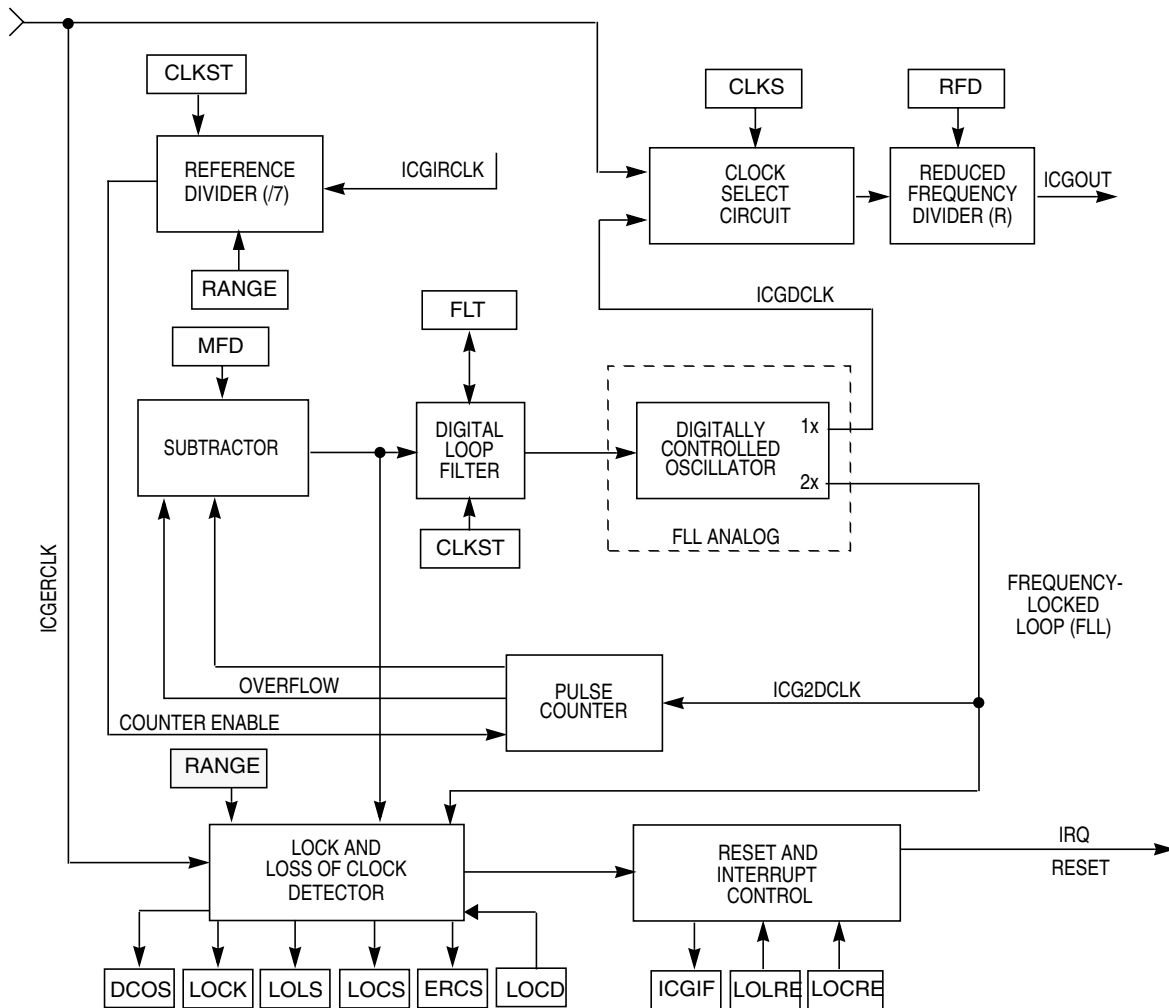 CLKST
CLKS
RFD
REFERENCE
DIVIDER (/7)
ICGIRCLK
CLOCK
SELECT
CIRCUIT
REDUCED
FREQUENCY
DIVIDER (R)
ICGOUT
RANGE
ICGDCLK
FLT
MFD
SUBTRACTOR
DIGITAL
LOOP
FILTER
DIGITALLY
CONTROLLED
OSCILLATOR
1x
2x
FLL ANALOG
CLKST
ICGERCLK
FREQUENCY-
LOCKED
LOOP (FLL)
OVERFLOW
PULSE
COUNTER
ICG2DCLK
COUNTER ENABLE
RANGE
LOCK AND
LOSS OF CLOCK
DETECTOR
RESET AND
INTERRUPT
CONTROL
IRQ
RESET
DCOS
LOCK
LOLS
LOCS
ERCS
LOCD
ICGIF
LOLRE
LOCRE